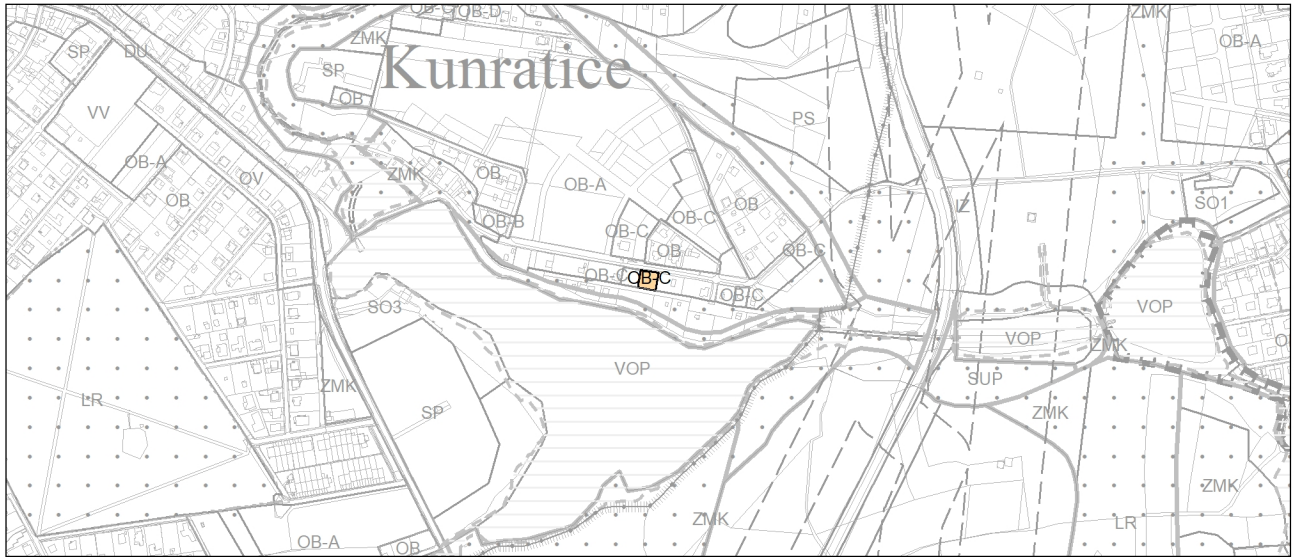 OB-C
OB-D
ZMK
ZMK
OB-A
SP
DU
Kunratice
SP
OB
VV
PS
OB-A
OB
OV
ZMK
OB
OB-A
OB-C
OB
IZ
SO1
OB-B
OB-C
OB
OB-C
OB-C
OB-C
OB-C
SO3
VOP
VOP
VOP
ZMK
SUP
ZMK
LR
SP
ZMK
ZMK
ZMK
LR
OB-A
OB